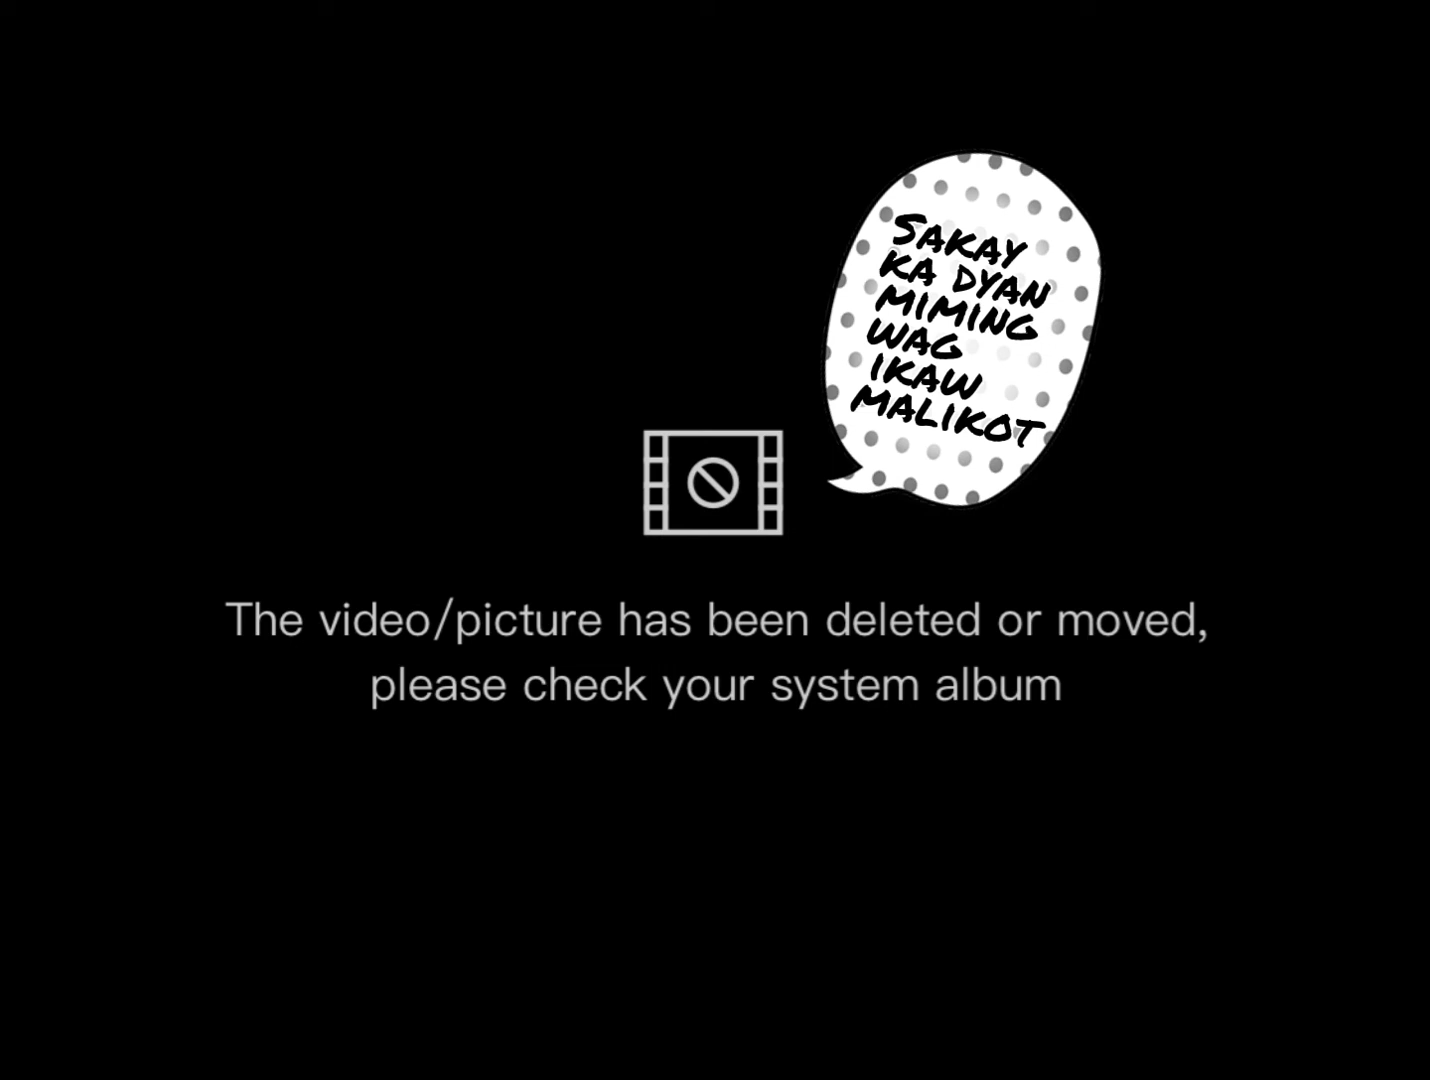 SAKAY
KA DYAN
MIMING
WAG
IKAW
MALIKOT
The video/picture has been deleted or moved,
please check your system album